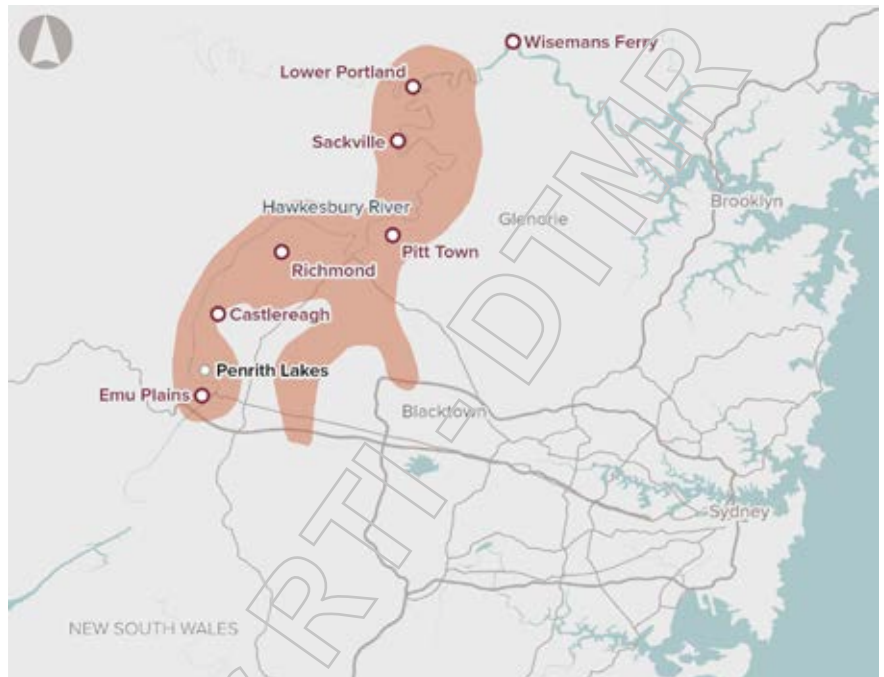 Wisemans Ferry
Lower Portland
Sackville
Hawkesbury River
Brooklyn
Glenorie
Pitt Town
Richmond
Castlereagh
Penrith Lakes
Emu Plains
Blacktown
Sydney
NEW SOUTH WALES
RTI - DTMR